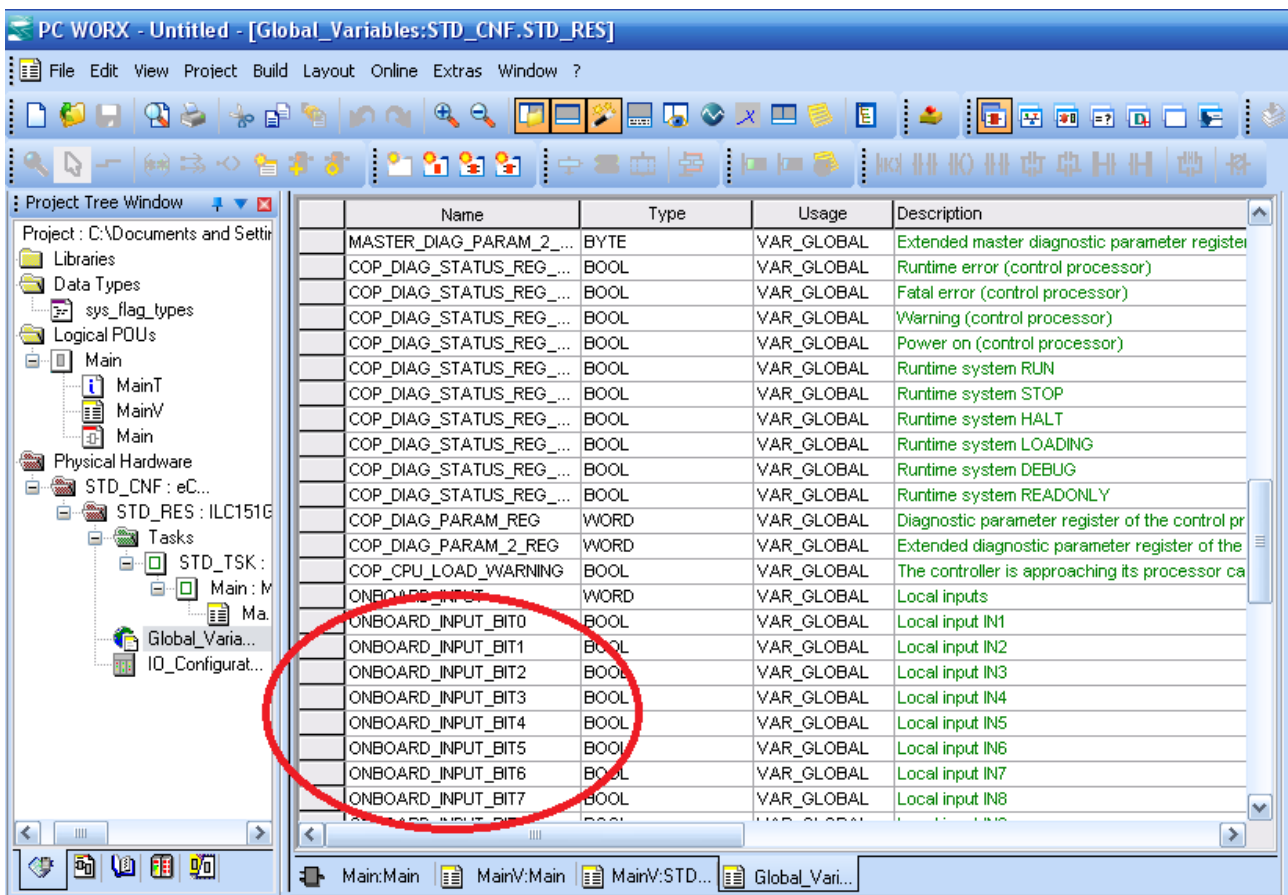 PC WORX - Untitled - [Global_Variables:STD_CNF.STD_RES]
File Edit View Project Build Layout Online Extras Window ?
Project Tree Window
Project : C:\Documents and Settin
Libraries
Data Types
sys_flag_types
Logical POUs
Main
MainT
MainV
Main
Physical Hardware
STD_CNF : eC...
STD_RES : ILC151G
Tasks
STD_TSK :
Main : M
Ma.
Global_Varia...
IO_Configurat...
Name Type Usage Description
MASTER_DIAG_PARAM_2_... BYTE VAR_GLOBAL Extended master diagnostic parameter register
COP_DIAG_STATUS_REG_... BOOL VAR_GLOBAL Runtime error (control processor)
COP_DIAG_STATUS_REG_... BOOL VAR_GLOBAL Fatal error (control processor)
COP_DIAG_STATUS_REG_... BOOL VAR_GLOBAL Warning (control processor)
COP_DIAG_STATUS_REG_... BOOL VAR_GLOBAL Power on (control processor)
COP_DIAG_STATUS_REG_... BOOL VAR_GLOBAL Runtime system RUN
COP_DIAG_STATUS_REG_... BOOL VAR_GLOBAL Runtime system STOP
COP_DIAG_STATUS_REG_... BOOL VAR_GLOBAL Runtime system HALT
COP_DIAG_STATUS_REG_... BOOL VAR_GLOBAL Runtime system LOADING
COP_DIAG_STATUS_REG_... BOOL VAR_GLOBAL Runtime system DEBUG
COP_DIAG_STATUS_REG_... BOOL VAR_GLOBAL Runtime system READONLY
COP_DIAG_PARAM_REG WORD VAR_GLOBAL Diagnostic parameter register of the control pr
COP_DIAG_PARAM_2_REG WORD VAR_GLOBAL Extended diagnostic parameter register of the
COP_CPU_LOAD_WARNING BOOL VAR_GLOBAL The controller is approaching its processor ca
ONBOARD_INPUT WORD VAR_GLOBAL Local inputs
ONBOARD_INPUT_BIT0 BOOL VAR_GLOBAL Local input IN1
ONBOARD_INPUT_BIT1 BOOL VAR_GLOBAL Local input IN2
ONBOARD_INPUT_BIT2 BOOL VAR_GLOBAL Local input IN3
ONBOARD_INPUT_BIT3 BOOL VAR_GLOBAL Local input IN4
ONBOARD_INPUT_BIT4 BOOL VAR_GLOBAL Local input IN5
ONBOARD_INPUT_BIT5 BOOL VAR_GLOBAL Local input IN6
ONBOARD_INPUT_BIT6 BOOL VAR_GLOBAL Local input IN7
ONBOARD_INPUT_BIT7 BOOL VAR_GLOBAL Local input IN8
Main:Main MainV:Main MainV:STD... Global_Vari...